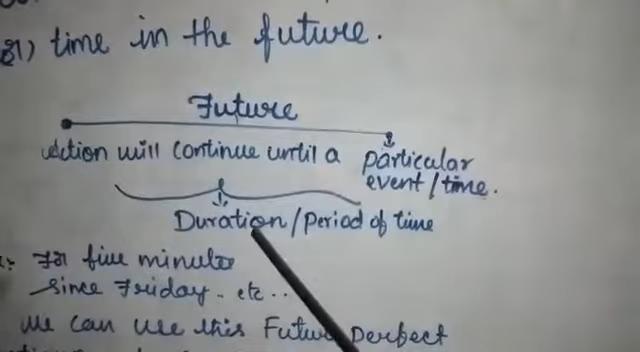 time in the future.
Future
Action will continue until a particular
event/time.
Duration/Period of time
For five minutes
Since Friday. etc..
We can use this Future Perfect